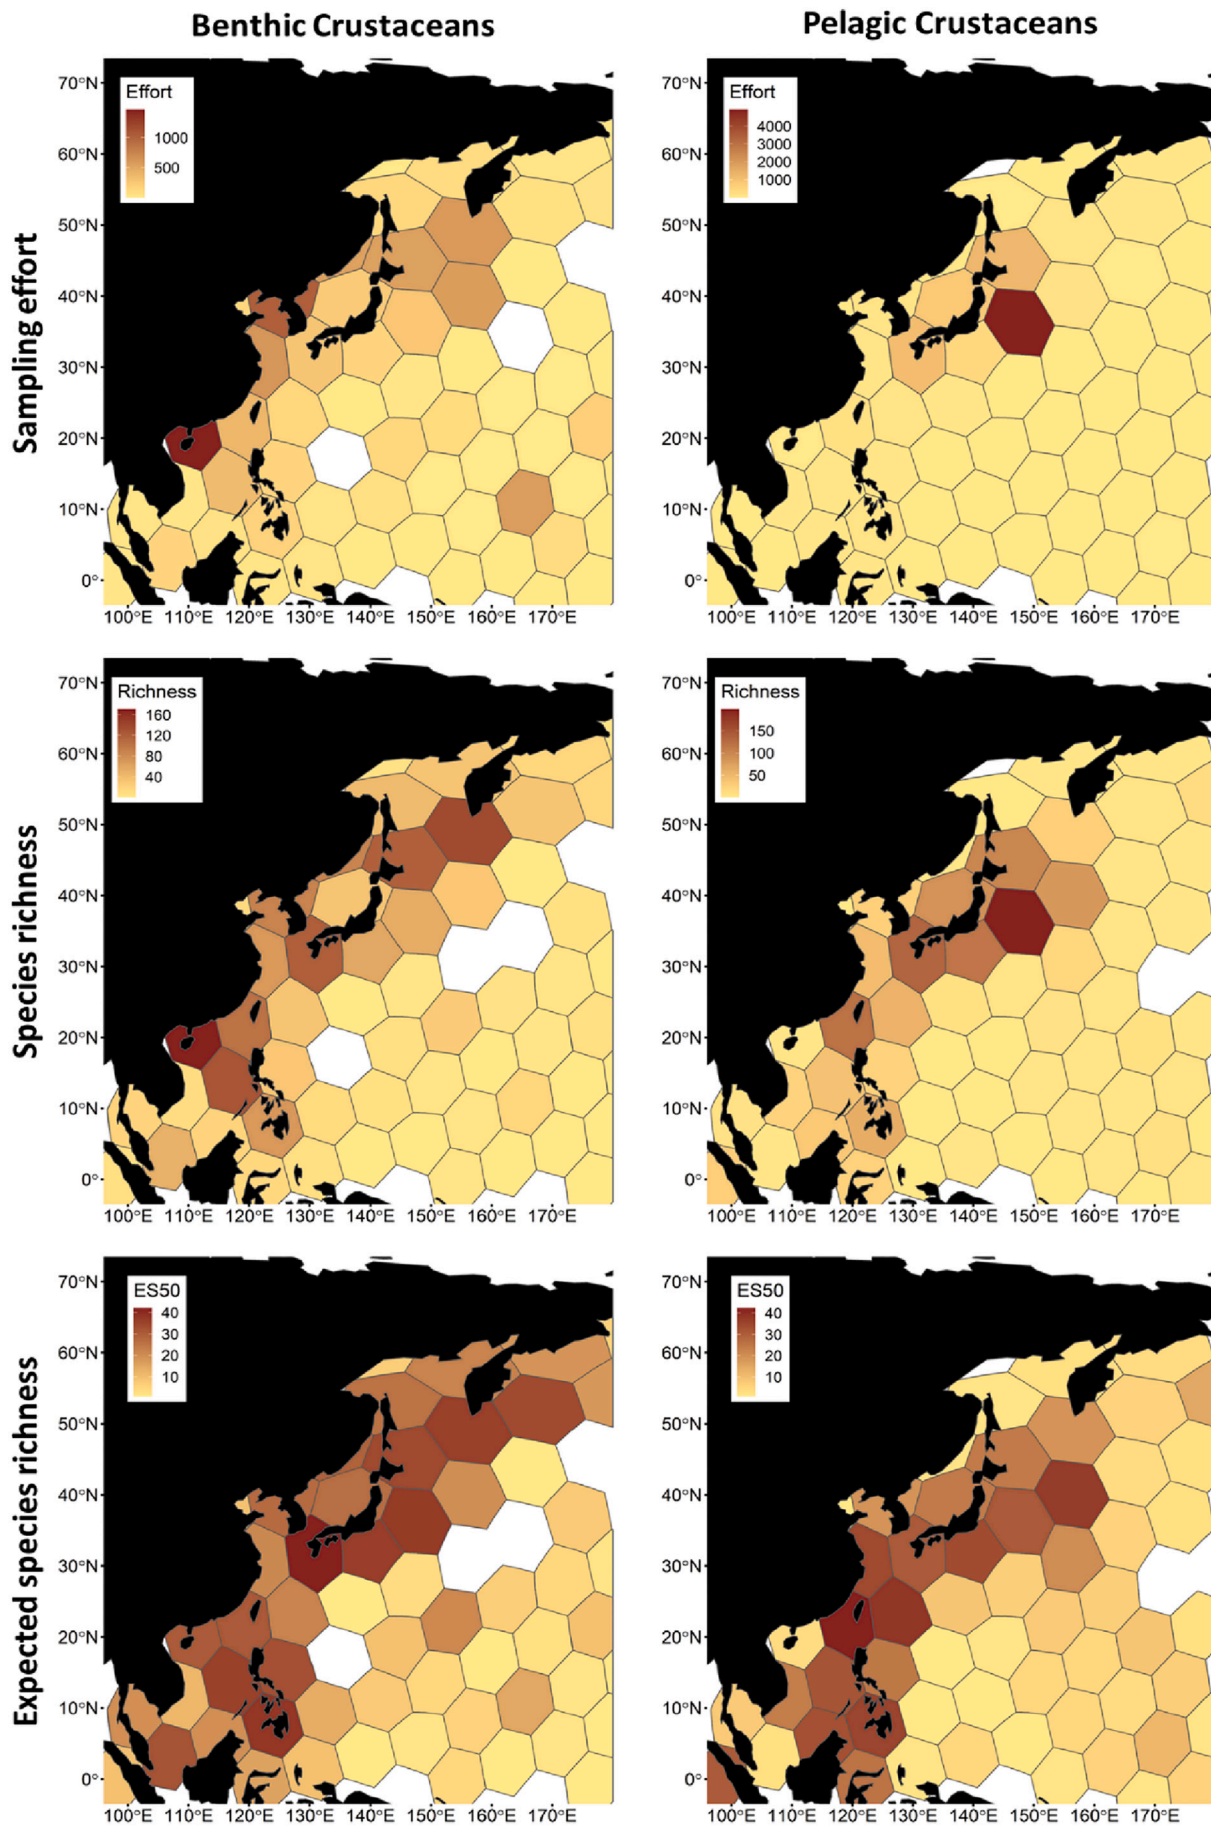 Benthic Crustaceans
Pelagic Crustaceans
Sampling effort
70°N
60°N
50°N
40°N
30°N
20°N
10°N
0°
Effort
1000
500
100°E 110°E 120°E 130°E 140°E 150°E 160°E 170°E
70°N
60°N
50°N
40°N
30°N
20°N
10°N
0°
Effort
4000
3000
2000
1000
100°E 110°E 120°E 130°E 140°E 150°E 160°E 170°E
Species richness
70°N
60°N
50°N
40°N
30°N
20°N
10°N
0°
Richness
160
120
80
40
100°E 110°E 120°E 130°E 140°E 150°E 160°E 170°E
70°N
60°N
50°N
40°N
30°N
20°N
10°N
0°
Richness
150
100
50
100°E 110°E 120°E 130°E 140°E 150°E 160°E 170°E
Expected species richness
70°N
60°N
50°N
40°N
30°N
20°N
10°N
0°
ES50
40
30
20
10
100°E 110°E 120°E 130°E 140°E 150°E 160°E 170°E
70°N
60°N
50°N
40°N
30°N
20°N
10°N
0°
ES50
40
30
20
10
100°E 110°E 120°E 130°E 140°E 150°E 160°E 170°E